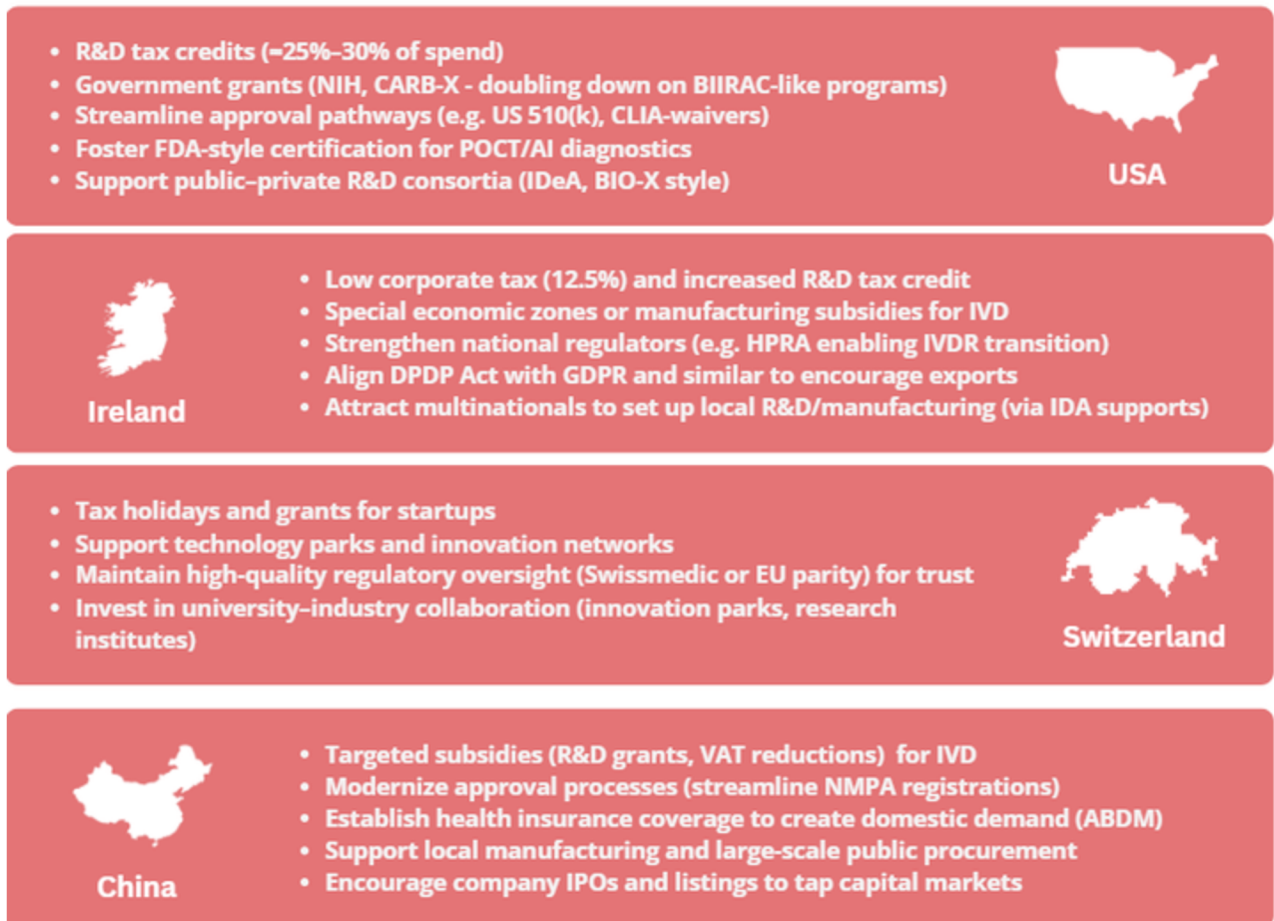 • R&D tax credits (=25%–30% of spend)
• Government grants (NIH, CARB-X - doubling down on BIIRAC-like programs)
• Streamline approval pathways (e.g. US 510(k), CLIA-waivers)
• Foster FDA-style certification for POCT/AI diagnostics
• Support public–private R&D consortia (IDeA, BIO-X style)
USA
• Low corporate tax (12.5%) and increased R&D tax credit
• Special economic zones or manufacturing subsidies for IVD
• Strengthen national regulators (e.g. HPRA enabling IVDR transition)
• Align DPDP Act with GDPR and similar to encourage exports
• Attract multinationals to set up local R&D/manufacturing (via IDA supports)
Ireland
• Tax holidays and grants for startups
• Support technology parks and innovation networks
• Maintain high-quality regulatory oversight (Swissmedic or EU parity) for trust
• Invest in university–industry collaboration (innovation parks, research
institutes)
Switzerland
• Targeted subsidies (R&D grants, VAT reductions)  for IVD
• Modernize approval processes (streamline NMPA registrations)
• Establish health insurance coverage to create domestic demand (ABDM)
• Support local manufacturing and large-scale public procurement
• Encourage company IPOs and listings to tap capital markets
China